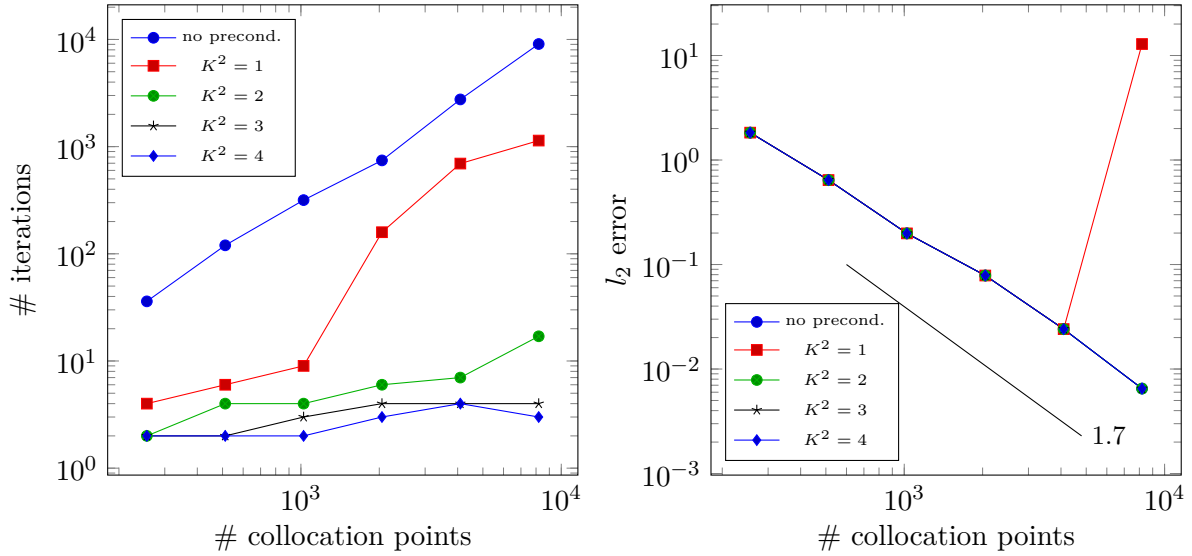 10^4
10^3
10^2
10^1
10^0
# iterations
no precond.
K^2 = 1
K^2 = 2
K^2 = 3
K^2 = 4
10^3
10^4
# collocation points
10^1
10^0
10^−1
10^−2
10^−3
l_2 error
no precond.
K^2 = 1
K^2 = 2
K^2 = 3
K^2 = 4
1.7
10^3
10^4
# collocation points